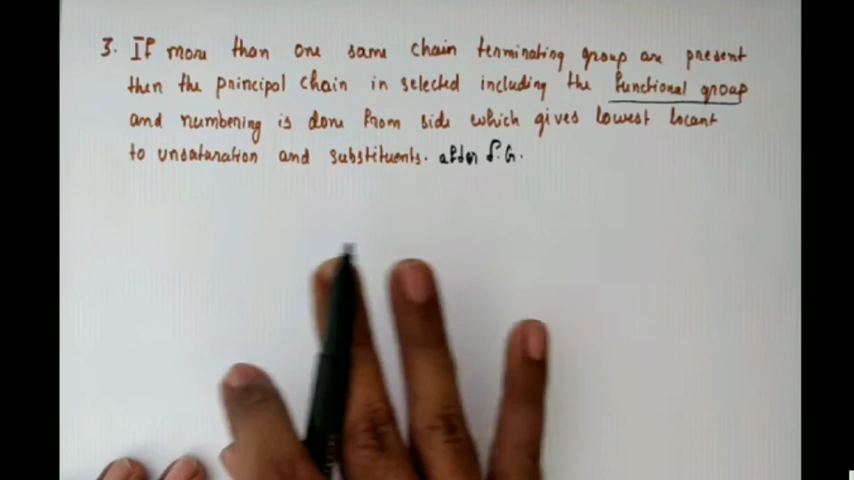 3. If more than one same chain terminating group are present
then the principal chain in selected including the functional group
and numbering is done from side which gives lowest locant
to unsaturation and substituents. after f.G.